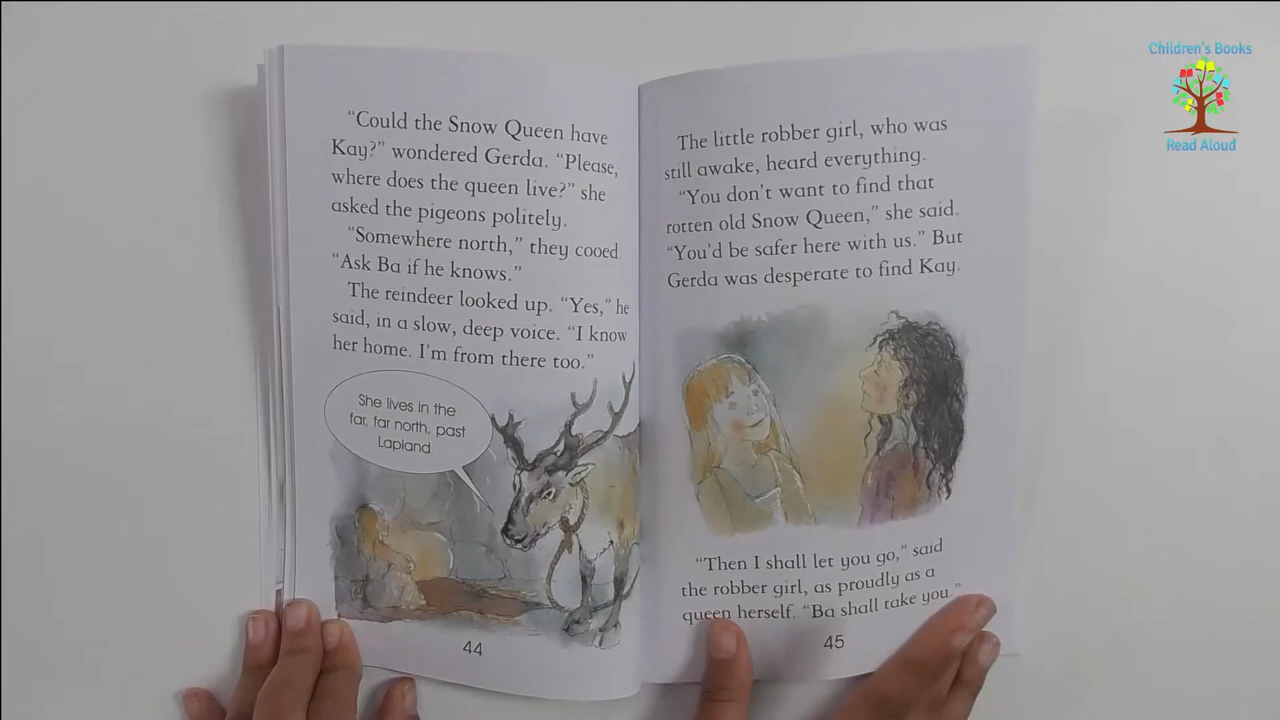 "Could the Snow Queen have
Kay?" wondered Gerda. "Please,
where does the queen live?" she
asked the pigeons politely.
"Somewhere north," they cooed.
"Ask Ba if he knows."
The reindeer looked up. "Yes," he
said, in a slow, deep voice. "I know
her home. I'm from there too."
She lives in the
far, far north, past
Lapland.
44
The little robber girl, who was
still awake, heard everything.
"You don't want to find that
rotten old Snow Queen," she said.
"You'd be safer here with us." But
Gerda was desperate to find Kay.
"Then I shall let you go," said
the robber girl, as proudly as a
queen herself. "Ba shall take you."
45
Children's Books
Read Aloud